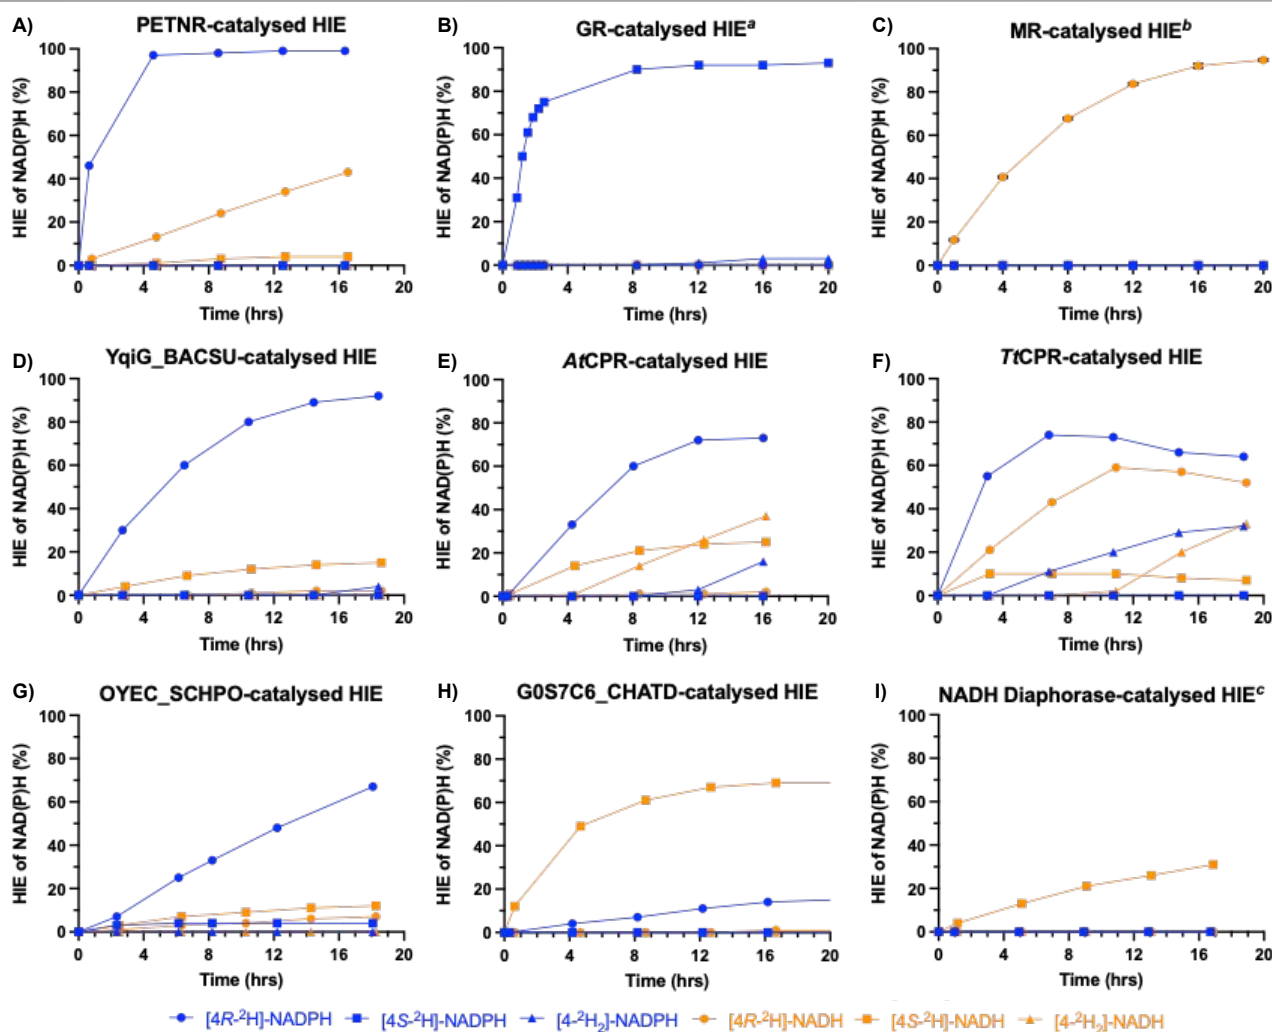 A) PETNR-catalysed HIE
B) GR-catalysed HIEᵃ
C) MR-catalysed HIEᵇ
HIE of NAD(P)H (%)
100
80
60
40
20
0
0 4 8 12 16 20
Time (hrs)
HIE of NAD(P)H (%)
100
80
60
40
20
0
0 4 8 12 16 20
Time (hrs)
HIE of NAD(P)H (%)
100
80
60
40
20
0
0 4 8 12 16 20
Time (hrs)
D) YqiG_BACSU-catalysed HIE
E) AtCPR-catalysed HIE
F) TtCPR-catalysed HIE
HIE of NAD(P)H (%)
100
80
60
40
20
0
0 4 8 12 16 20
Time (hrs)
HIE of NAD(P)H (%)
100
80
60
40
20
0
0 4 8 12 16 20
Time (hrs)
HIE of NAD(P)H (%)
100
80
60
40
20
0
0 4 8 12 16 20
Time (hrs)
G) OYEC_SCHPO-catalysed HIE
H) G0S7C6_CHATD-catalysed HIE
I) NADH Diaphorase-catalysed HIEᶜ
HIE of NAD(P)H (%)
100
80
60
40
20
0
0 4 8 12 16 20
Time (hrs)
HIE of NAD(P)H (%)
100
80
60
40
20
0
0 4 8 12 16 20
Time (hrs)
HIE of NAD(P)H (%)
100
80
60
40
20
0
0 4 8 12 16 20
Time (hrs)
[4R-²H]-NADPH [4S-²H]-NADPH [4-²H₂]-NADPH [4R-²H]-NADH [4S-²H]-NADH [4-²H₂]-NADH